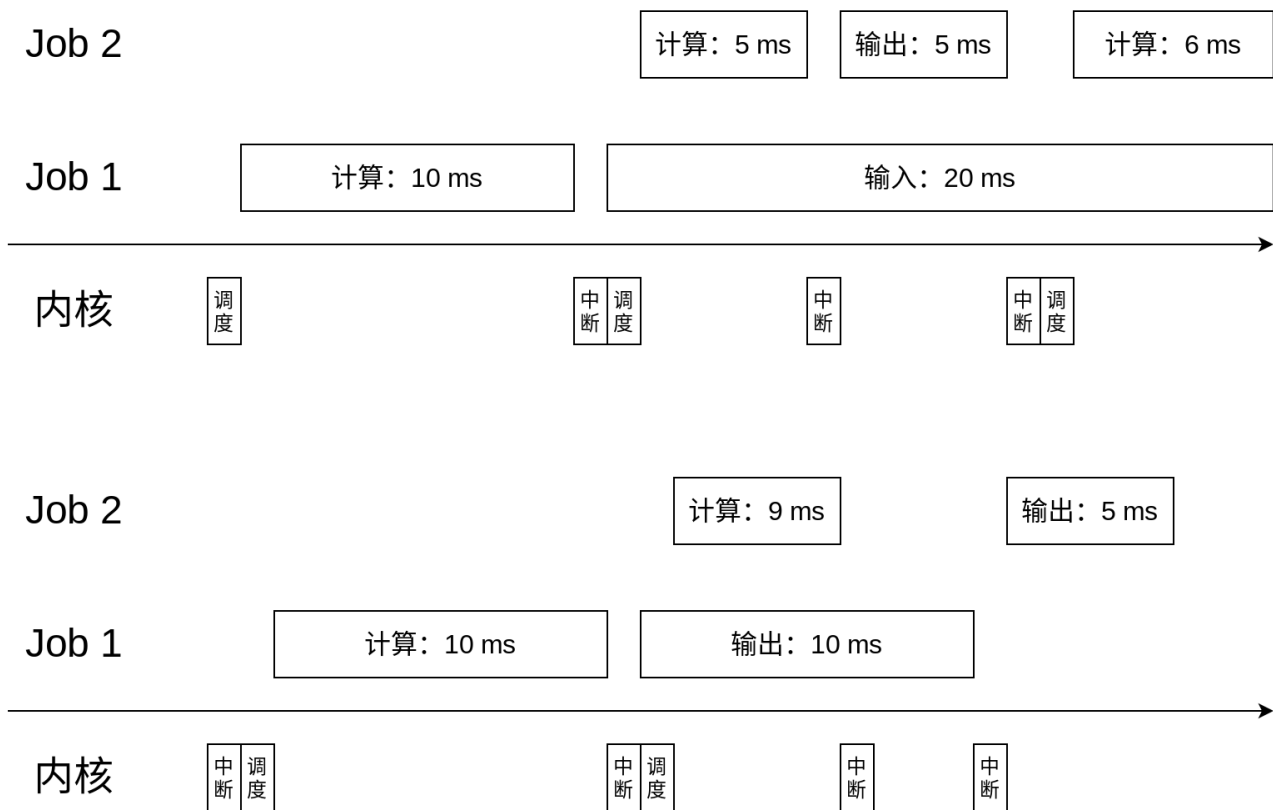 Job 2
计算：5 ms
输出：5 ms
计算：6 ms
Job 1
计算：10 ms
输入：20 ms
内核
调度
中断
调度
中断
中断
调度
Job 2
计算：9 ms
输出：5 ms
Job 1
计算：10 ms
输出：10 ms
内核
中断
调度
中断
调度
中断
中断